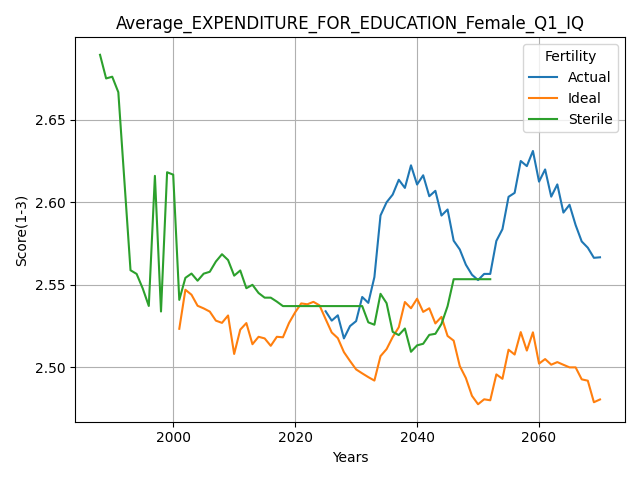 Average_EXPENDITURE_FOR_EDUCATION_Female_Q1_IQ
Fertility
Actual
Ideal
Sterile
Score(1-3)
2.65
2.60
2.55
2.50
2000
2020
2040
2060
Years